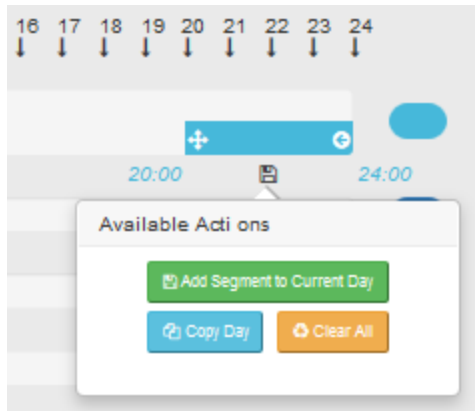 16 17 18 19 20 21 22 23 24
20:00 24:00
Available Acti ons
Add Segment to Current Day
Copy Day Clear All